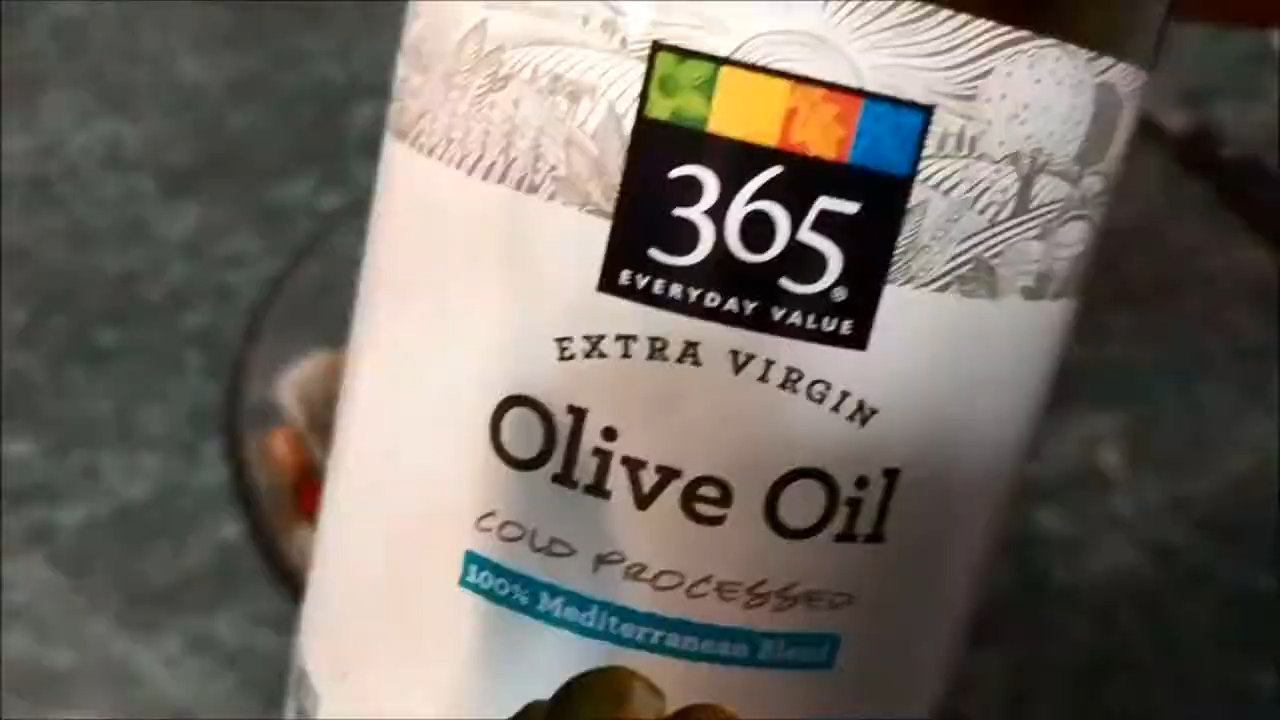 365®
EVERYDAY VALUE
EXTRA VIRGIN
Olive Oil
COLD PROCESSED
100% Mediterranean Blend